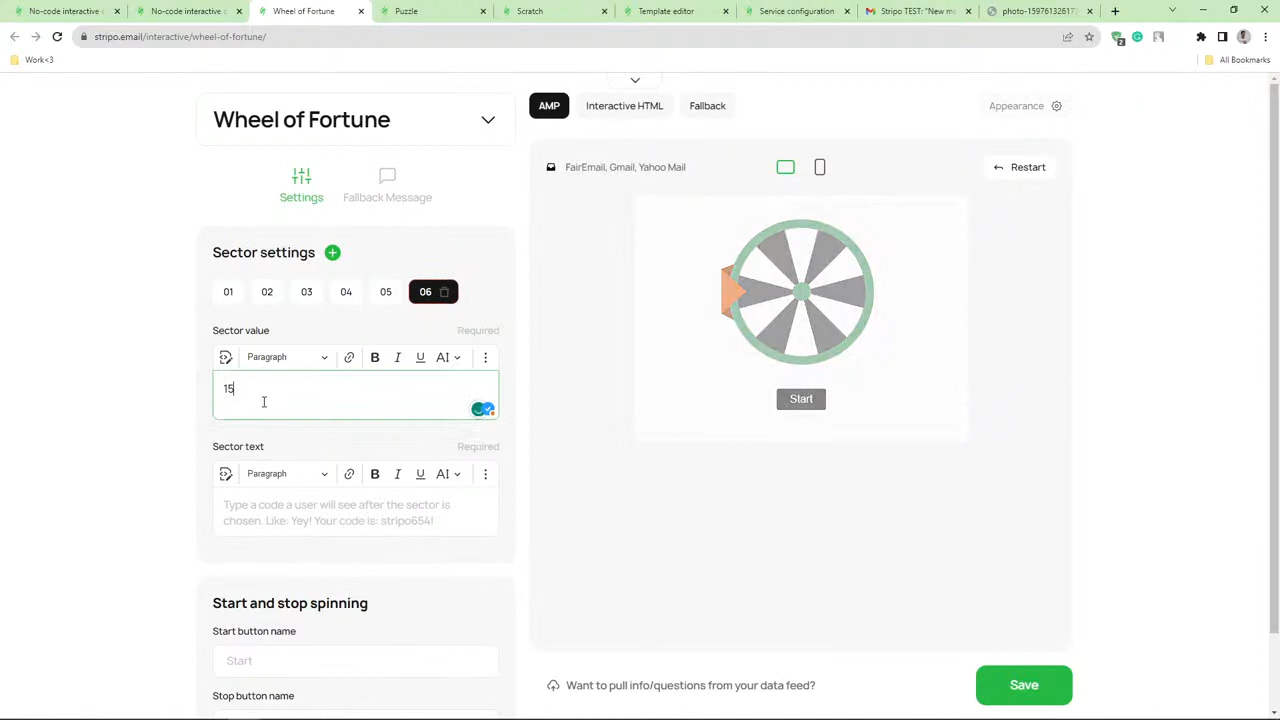 No-code interactive e
No-code interactive c
Wheel of Fortune
Puzzle
Scratch
Template editor
Service configuration
Stripo TEST: "New me
photo-1597613261
stripo.email/interactive/wheel-of-fortune/
2
Work<3
All Bookmarks
Wheel of Fortune
AMP
Interactive HTML
Fallback
Appearance
Settings
Fallback Message
FairEmail, Gmail, Yahoo Mail
Restart
Sector settings
01
02
03
04
05
06
Sector value
Required
Paragraph
B
I
U
AI
15
Start
Sector text
Required
Paragraph
B
I
U
AI
Type a code a user will see after the sector is
chosen. Like: Yey! Your code is: stripo654!
Start and stop spinning
Start button name
Start
Stop button name
Want to pull info/questions from your data feed?
Save